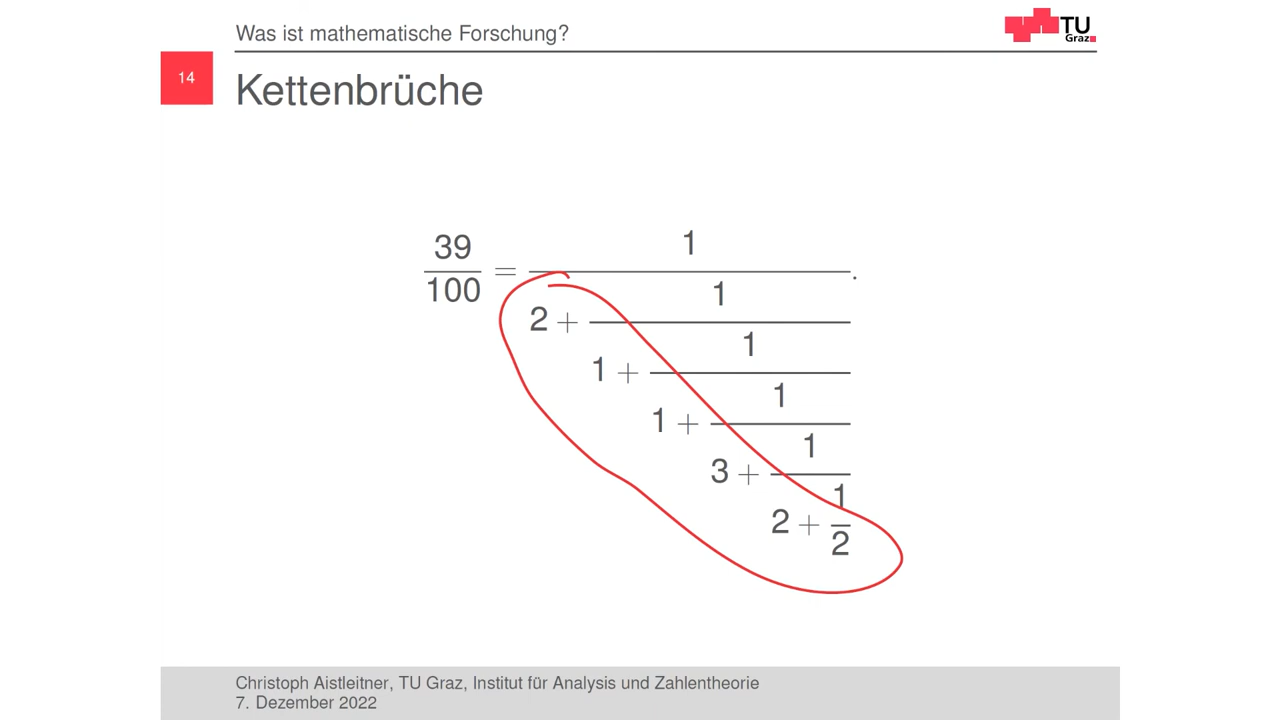 Was ist mathematische Forschung?
TU
Graz
14
Kettenbrüche
39
100
=
1
.
2 +
1
1 +
1
1 +
1
3 +
1
2 +
1
2
Christoph Aistleitner, TU Graz, Institut für Analysis und Zahlentheorie
7. Dezember 2022